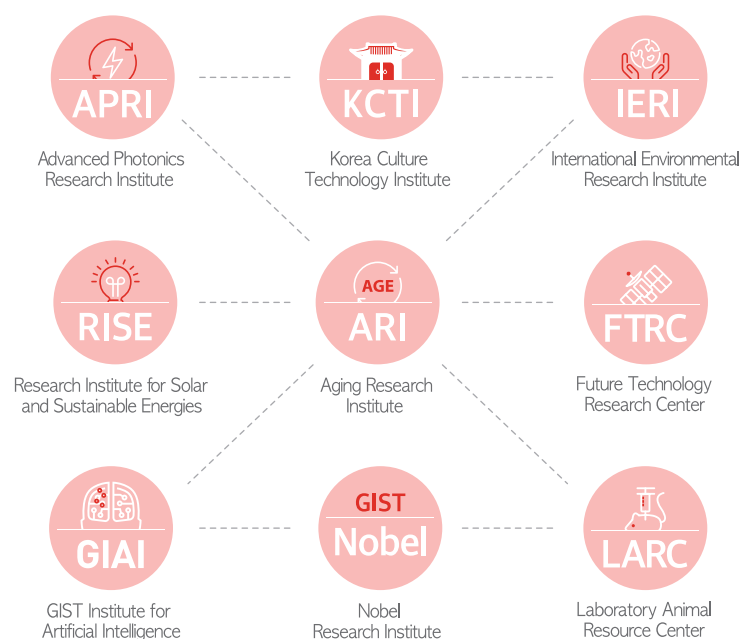 APRI
Advanced Photonics
Research Institute
KCTI
Korea Culture
Technology Institute
IERI
International Environmental
Research Institute
RISE
Research Institute for Solar
and Sustainable Energies
AGE
ARI
Aging Research
Institute
FTRC
Future Technology
Research Center
GIAI
GIST Institute for
Artificial Intelligence
GIST
Nobel
Nobel
Research Institute
LARC
Laboratory Animal
Resource Center